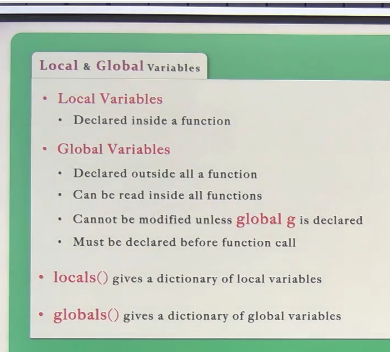 Local & Global Variables
• Local Variables
• Declared inside a function
• Global Variables
• Declared outside all a function
• Can be read inside all functions
• Cannot be modified unless global g is declared
• Must be declared before function call
• locals() gives a dictionary of local variables
• globals() gives a dictionary of global variables